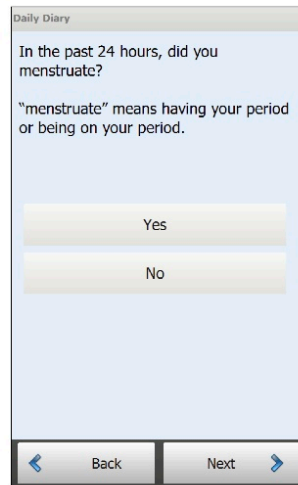 Daily Diary
In the past 24 hours, did you
menstruate?
“menstruate” means having your period
or being on your period.
Yes
No
Back
Next